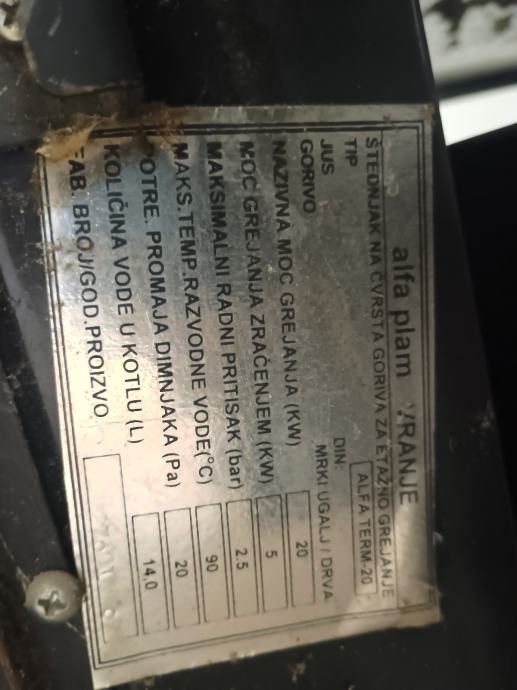 alfa plam VRANJE
ŠTEDNJAK NA ČVRSTA GORIVA ZA ETAŽNO GREJANJE
TIP ALFA TERM-20
JUS DIN:
GORIVO MRKI UGALJ / DRVA
NAZIVNA MOC GREJANJA (KW) 20
MOC GREJANJA ZRAČENJEM (KW) 5
MAKSIMALNI RADNI PRITISAK (bar) 2.5
MAKS.TEMP.RAZVODNE VODE(°C) 90
POTRE. PROMAJA DIMNJAKA (Pa) 20
KOLIČINA VODE U KOTLU (L) 14,0
FAB. BROJ/GOD.PROIZVO